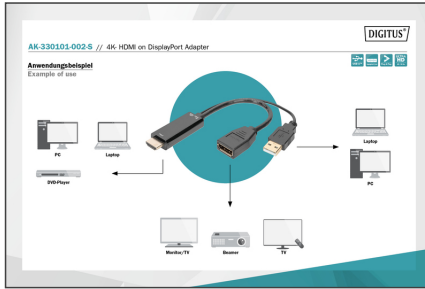 DIGITUS®
AK-330101-002-S // 4K- HDMI on DisplayPort Adapter
Anwendungsbeispiel
Example of use
PC
Laptop
DVD-Player
Laptop
PC
Monitor/TV
Beamer
TV